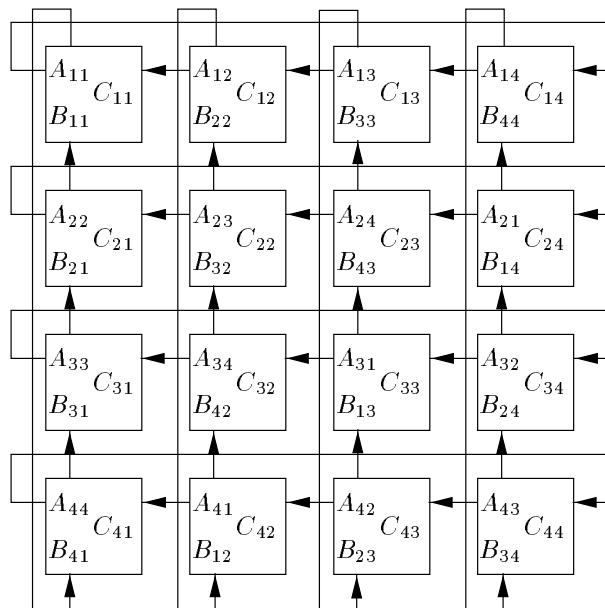 A11 A12 A13 A14
C11 C12 C13 C14
B11 B22 B33 B44
A22 A23 A24 A21
C21 C22 C23 C24
B21 B32 B43 B14
A33 A34 A31 A32
C31 C32 C33 C34
B31 B42 B13 B24
A44 A41 A42 A43
C41 C42 C43 C44
B41 B12 B23 B34